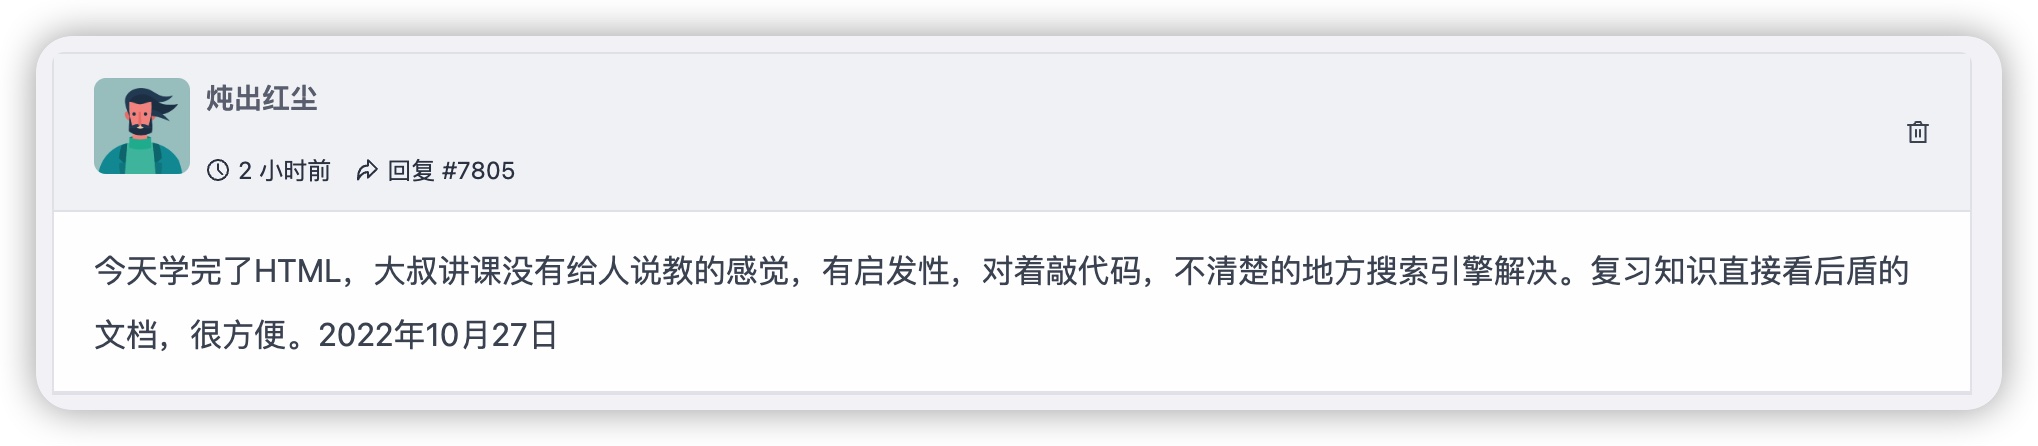 炖出红尘
2 小时前 回复 #7805
今天学完了HTML，大叔讲课没有给人说教的感觉，有启发性，对着敲代码，不清楚的地方搜索引擎解决。复习知识直接看后盾的
文档，很方便。2022年10月27日